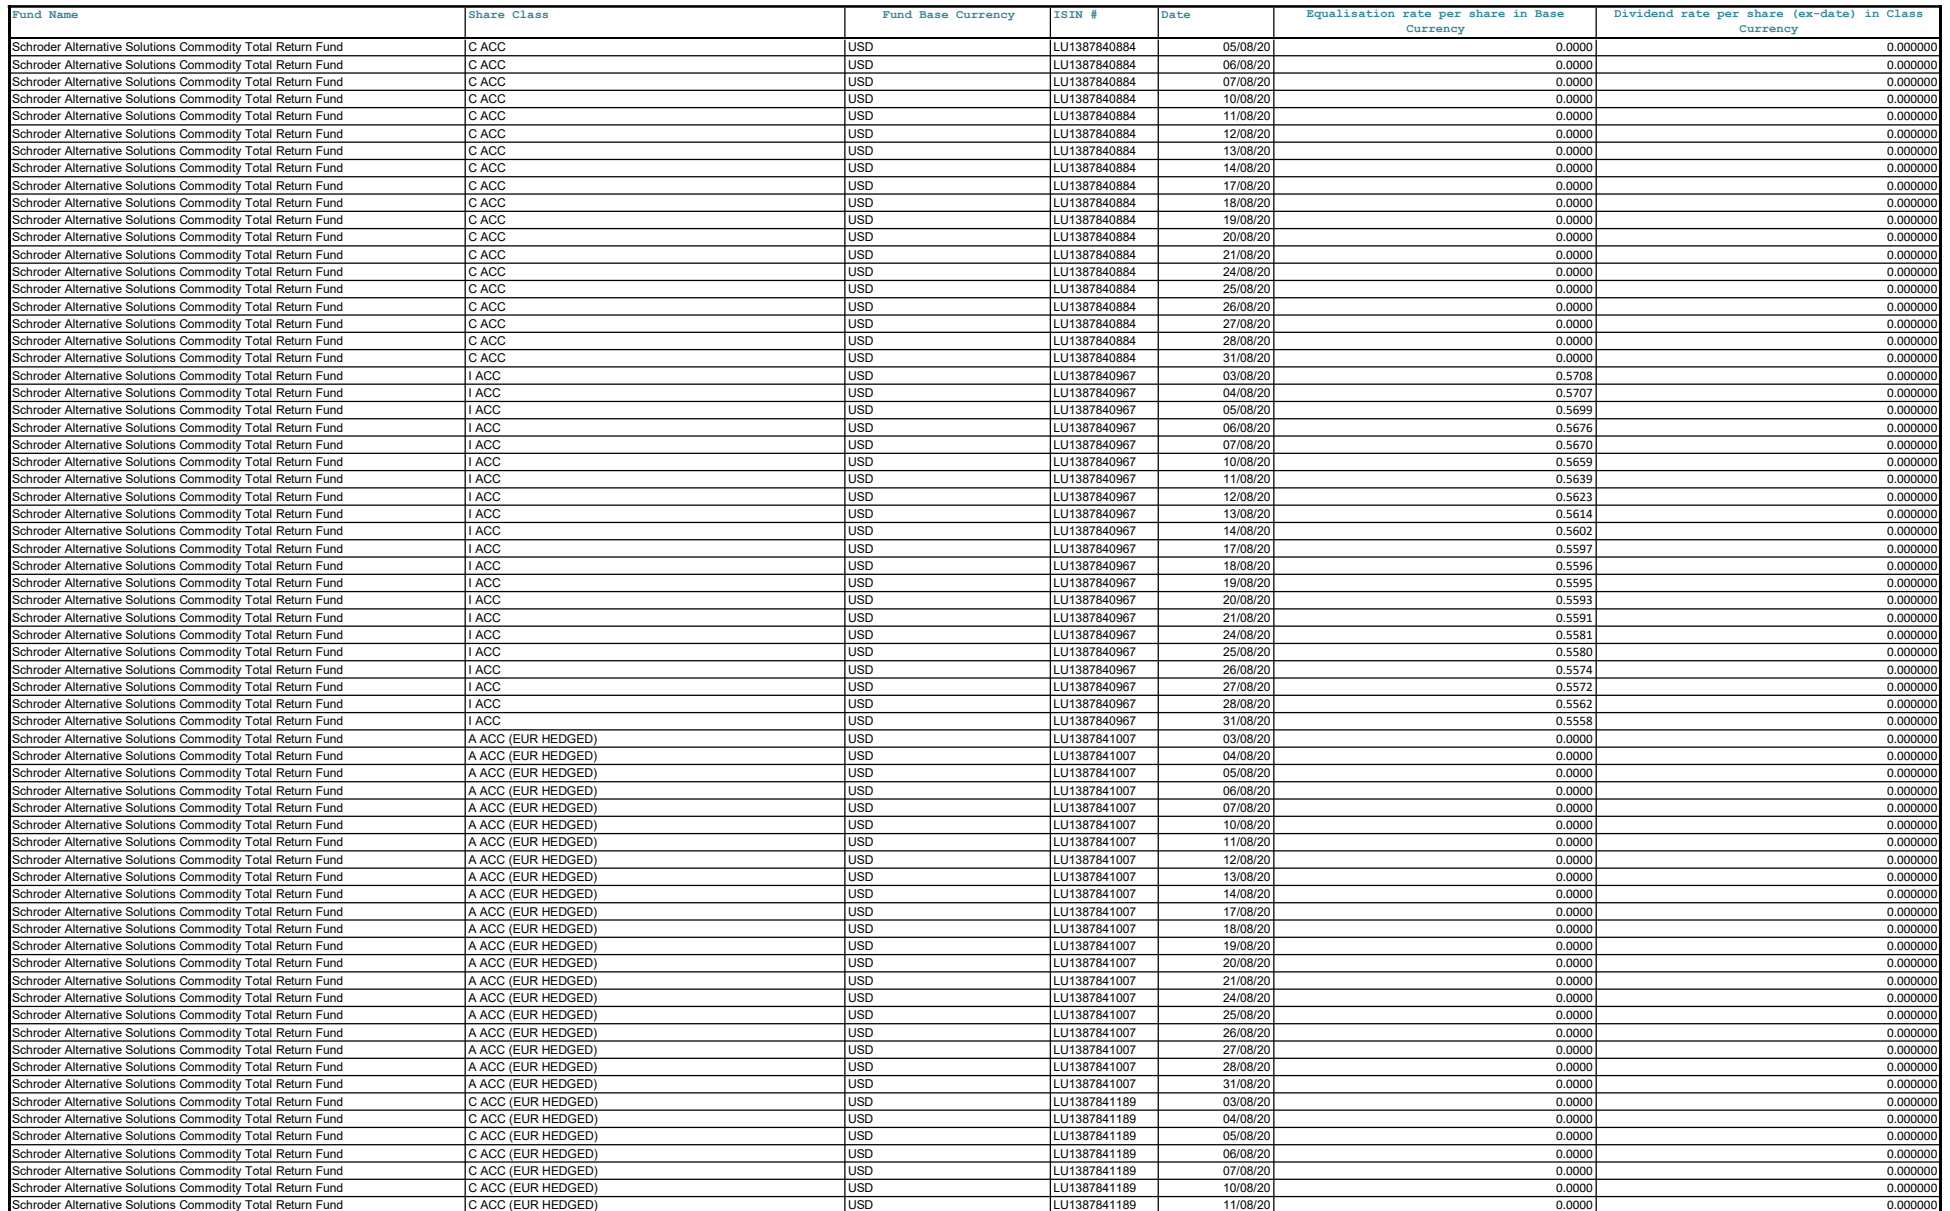 Fund Name Share Class Fund Base Currency ISIN # Date Equalisation rate per share in Base Currency Dividend rate per share (ex-date) in Class Currency
Schroder Alternative Solutions Commodity Total Return Fund C ACC USD LU1387840884 05/08/20 0.0000 0.000000
Schroder Alternative Solutions Commodity Total Return Fund C ACC USD LU1387840884 06/08/20 0.0000 0.000000
Schroder Alternative Solutions Commodity Total Return Fund C ACC USD LU1387840884 07/08/20 0.0000 0.000000
Schroder Alternative Solutions Commodity Total Return Fund C ACC USD LU1387840884 10/08/20 0.0000 0.000000
Schroder Alternative Solutions Commodity Total Return Fund C ACC USD LU1387840884 11/08/20 0.0000 0.000000
Schroder Alternative Solutions Commodity Total Return Fund C ACC USD LU1387840884 12/08/20 0.0000 0.000000
Schroder Alternative Solutions Commodity Total Return Fund C ACC USD LU1387840884 13/08/20 0.0000 0.000000
Schroder Alternative Solutions Commodity Total Return Fund C ACC USD LU1387840884 14/08/20 0.0000 0.000000
Schroder Alternative Solutions Commodity Total Return Fund C ACC USD LU1387840884 17/08/20 0.0000 0.000000
Schroder Alternative Solutions Commodity Total Return Fund C ACC USD LU1387840884 18/08/20 0.0000 0.000000
Schroder Alternative Solutions Commodity Total Return Fund C ACC USD LU1387840884 19/08/20 0.0000 0.000000
Schroder Alternative Solutions Commodity Total Return Fund C ACC USD LU1387840884 20/08/20 0.0000 0.000000
Schroder Alternative Solutions Commodity Total Return Fund C ACC USD LU1387840884 21/08/20 0.0000 0.000000
Schroder Alternative Solutions Commodity Total Return Fund C ACC USD LU1387840884 24/08/20 0.0000 0.000000
Schroder Alternative Solutions Commodity Total Return Fund C ACC USD LU1387840884 25/08/20 0.0000 0.000000
Schroder Alternative Solutions Commodity Total Return Fund C ACC USD LU1387840884 26/08/20 0.0000 0.000000
Schroder Alternative Solutions Commodity Total Return Fund C ACC USD LU1387840884 27/08/20 0.0000 0.000000
Schroder Alternative Solutions Commodity Total Return Fund C ACC USD LU1387840884 28/08/20 0.0000 0.000000
Schroder Alternative Solutions Commodity Total Return Fund C ACC USD LU1387840884 31/08/20 0.0000 0.000000
Schroder Alternative Solutions Commodity Total Return Fund I ACC USD LU1387840967 03/08/20 0.5708 0.000000
Schroder Alternative Solutions Commodity Total Return Fund I ACC USD LU1387840967 04/08/20 0.5707 0.000000
Schroder Alternative Solutions Commodity Total Return Fund I ACC USD LU1387840967 05/08/20 0.5699 0.000000
Schroder Alternative Solutions Commodity Total Return Fund I ACC USD LU1387840967 06/08/20 0.5676 0.000000
Schroder Alternative Solutions Commodity Total Return Fund I ACC USD LU1387840967 07/08/20 0.5670 0.000000
Schroder Alternative Solutions Commodity Total Return Fund I ACC USD LU1387840967 10/08/20 0.5659 0.000000
Schroder Alternative Solutions Commodity Total Return Fund I ACC USD LU1387840967 11/08/20 0.5639 0.000000
Schroder Alternative Solutions Commodity Total Return Fund I ACC USD LU1387840967 12/08/20 0.5623 0.000000
Schroder Alternative Solutions Commodity Total Return Fund I ACC USD LU1387840967 13/08/20 0.5614 0.000000
Schroder Alternative Solutions Commodity Total Return Fund I ACC USD LU1387840967 14/08/20 0.5602 0.000000
Schroder Alternative Solutions Commodity Total Return Fund I ACC USD LU1387840967 17/08/20 0.5597 0.000000
Schroder Alternative Solutions Commodity Total Return Fund I ACC USD LU1387840967 18/08/20 0.5596 0.000000
Schroder Alternative Solutions Commodity Total Return Fund I ACC USD LU1387840967 19/08/20 0.5595 0.000000
Schroder Alternative Solutions Commodity Total Return Fund I ACC USD LU1387840967 20/08/20 0.5593 0.000000
Schroder Alternative Solutions Commodity Total Return Fund I ACC USD LU1387840967 21/08/20 0.5591 0.000000
Schroder Alternative Solutions Commodity Total Return Fund I ACC USD LU1387840967 24/08/20 0.5581 0.000000
Schroder Alternative Solutions Commodity Total Return Fund I ACC USD LU1387840967 25/08/20 0.5580 0.000000
Schroder Alternative Solutions Commodity Total Return Fund I ACC USD LU1387840967 26/08/20 0.5574 0.000000
Schroder Alternative Solutions Commodity Total Return Fund I ACC USD LU1387840967 27/08/20 0.5572 0.000000
Schroder Alternative Solutions Commodity Total Return Fund I ACC USD LU1387840967 28/08/20 0.5562 0.000000
Schroder Alternative Solutions Commodity Total Return Fund I ACC USD LU1387840967 31/08/20 0.5558 0.000000
Schroder Alternative Solutions Commodity Total Return Fund A ACC (EUR HEDGED) USD LU1387841007 03/08/20 0.0000 0.000000
Schroder Alternative Solutions Commodity Total Return Fund A ACC (EUR HEDGED) USD LU1387841007 04/08/20 0.0000 0.000000
Schroder Alternative Solutions Commodity Total Return Fund A ACC (EUR HEDGED) USD LU1387841007 05/08/20 0.0000 0.000000
Schroder Alternative Solutions Commodity Total Return Fund A ACC (EUR HEDGED) USD LU1387841007 06/08/20 0.0000 0.000000
Schroder Alternative Solutions Commodity Total Return Fund A ACC (EUR HEDGED) USD LU1387841007 07/08/20 0.0000 0.000000
Schroder Alternative Solutions Commodity Total Return Fund A ACC (EUR HEDGED) USD LU1387841007 10/08/20 0.0000 0.000000
Schroder Alternative Solutions Commodity Total Return Fund A ACC (EUR HEDGED) USD LU1387841007 11/08/20 0.0000 0.000000
Schroder Alternative Solutions Commodity Total Return Fund A ACC (EUR HEDGED) USD LU1387841007 12/08/20 0.0000 0.000000
Schroder Alternative Solutions Commodity Total Return Fund A ACC (EUR HEDGED) USD LU1387841007 13/08/20 0.0000 0.000000
Schroder Alternative Solutions Commodity Total Return Fund A ACC (EUR HEDGED) USD LU1387841007 14/08/20 0.0000 0.000000
Schroder Alternative Solutions Commodity Total Return Fund A ACC (EUR HEDGED) USD LU1387841007 17/08/20 0.0000 0.000000
Schroder Alternative Solutions Commodity Total Return Fund A ACC (EUR HEDGED) USD LU1387841007 18/08/20 0.0000 0.000000
Schroder Alternative Solutions Commodity Total Return Fund A ACC (EUR HEDGED) USD LU1387841007 19/08/20 0.0000 0.000000
Schroder Alternative Solutions Commodity Total Return Fund A ACC (EUR HEDGED) USD LU1387841007 20/08/20 0.0000 0.000000
Schroder Alternative Solutions Commodity Total Return Fund A ACC (EUR HEDGED) USD LU1387841007 21/08/20 0.0000 0.000000
Schroder Alternative Solutions Commodity Total Return Fund A ACC (EUR HEDGED) USD LU1387841007 24/08/20 0.0000 0.000000
Schroder Alternative Solutions Commodity Total Return Fund A ACC (EUR HEDGED) USD LU1387841007 25/08/20 0.0000 0.000000
Schroder Alternative Solutions Commodity Total Return Fund A ACC (EUR HEDGED) USD LU1387841007 26/08/20 0.0000 0.000000
Schroder Alternative Solutions Commodity Total Return Fund A ACC (EUR HEDGED) USD LU1387841007 27/08/20 0.0000 0.000000
Schroder Alternative Solutions Commodity Total Return Fund A ACC (EUR HEDGED) USD LU1387841007 28/08/20 0.0000 0.000000
Schroder Alternative Solutions Commodity Total Return Fund A ACC (EUR HEDGED) USD LU1387841007 31/08/20 0.0000 0.000000
Schroder Alternative Solutions Commodity Total Return Fund C ACC (EUR HEDGED) USD LU1387841189 03/08/20 0.0000 0.000000
Schroder Alternative Solutions Commodity Total Return Fund C ACC (EUR HEDGED) USD LU1387841189 04/08/20 0.0000 0.000000
Schroder Alternative Solutions Commodity Total Return Fund C ACC (EUR HEDGED) USD LU1387841189 05/08/20 0.0000 0.000000
Schroder Alternative Solutions Commodity Total Return Fund C ACC (EUR HEDGED) USD LU1387841189 06/08/20 0.0000 0.000000
Schroder Alternative Solutions Commodity Total Return Fund C ACC (EUR HEDGED) USD LU1387841189 07/08/20 0.0000 0.000000
Schroder Alternative Solutions Commodity Total Return Fund C ACC (EUR HEDGED) USD LU1387841189 10/08/20 0.0000 0.000000
Schroder Alternative Solutions Commodity Total Return Fund C ACC (EUR HEDGED) USD LU1387841189 11/08/20 0.0000 0.000000